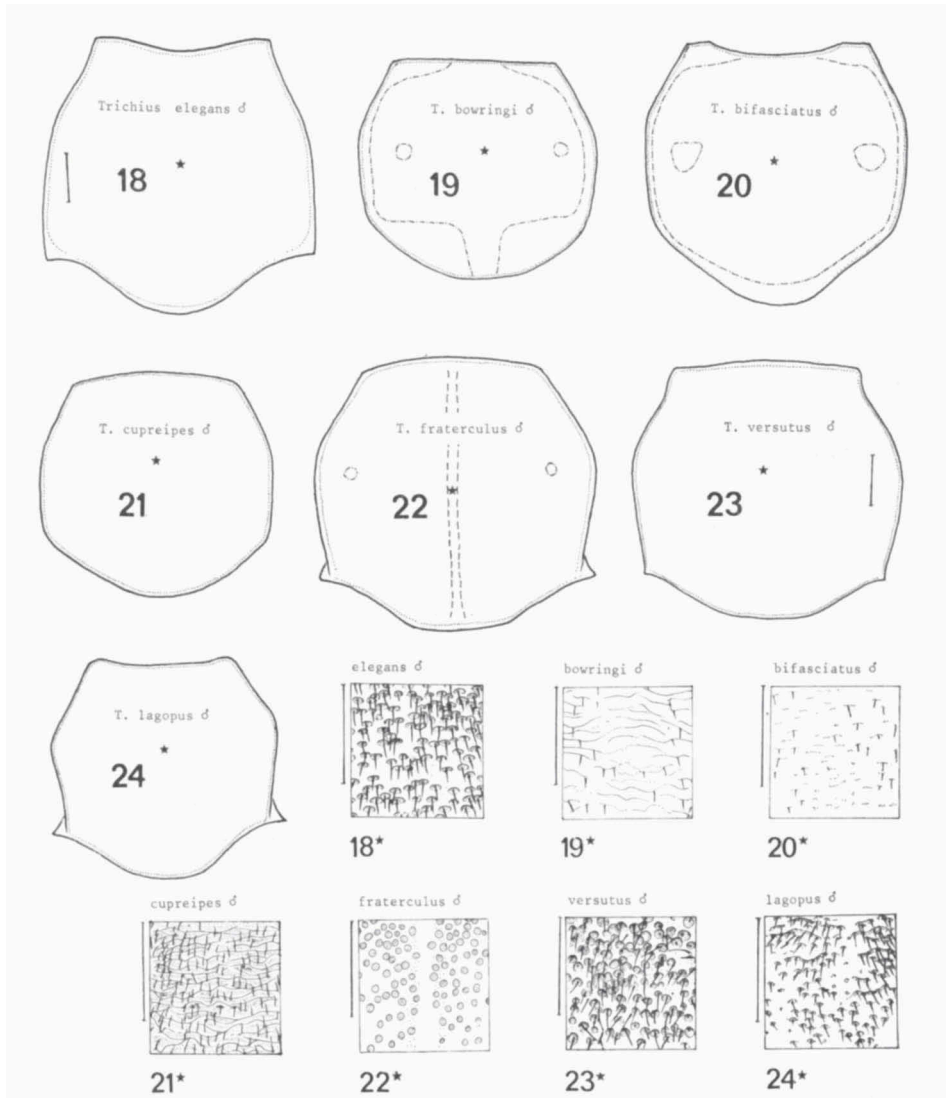 Trichius elegans ♂
18 ★
T. bowringi ♂
19 ★
T. bifasciatus ♂
20 ★
T. cupreipes ♂
21 ★
T. fraterculus ♂
22 ★
T. versutus ♂
23 ★
T. lagopus ♂
24 ★
elegans ♂
18★
bowringi ♂
19★
bifasciatus ♂
20★
cupreipes ♂
21★
fraterculus ♂
22★
versutus ♂
23★
lagopus ♂
24★